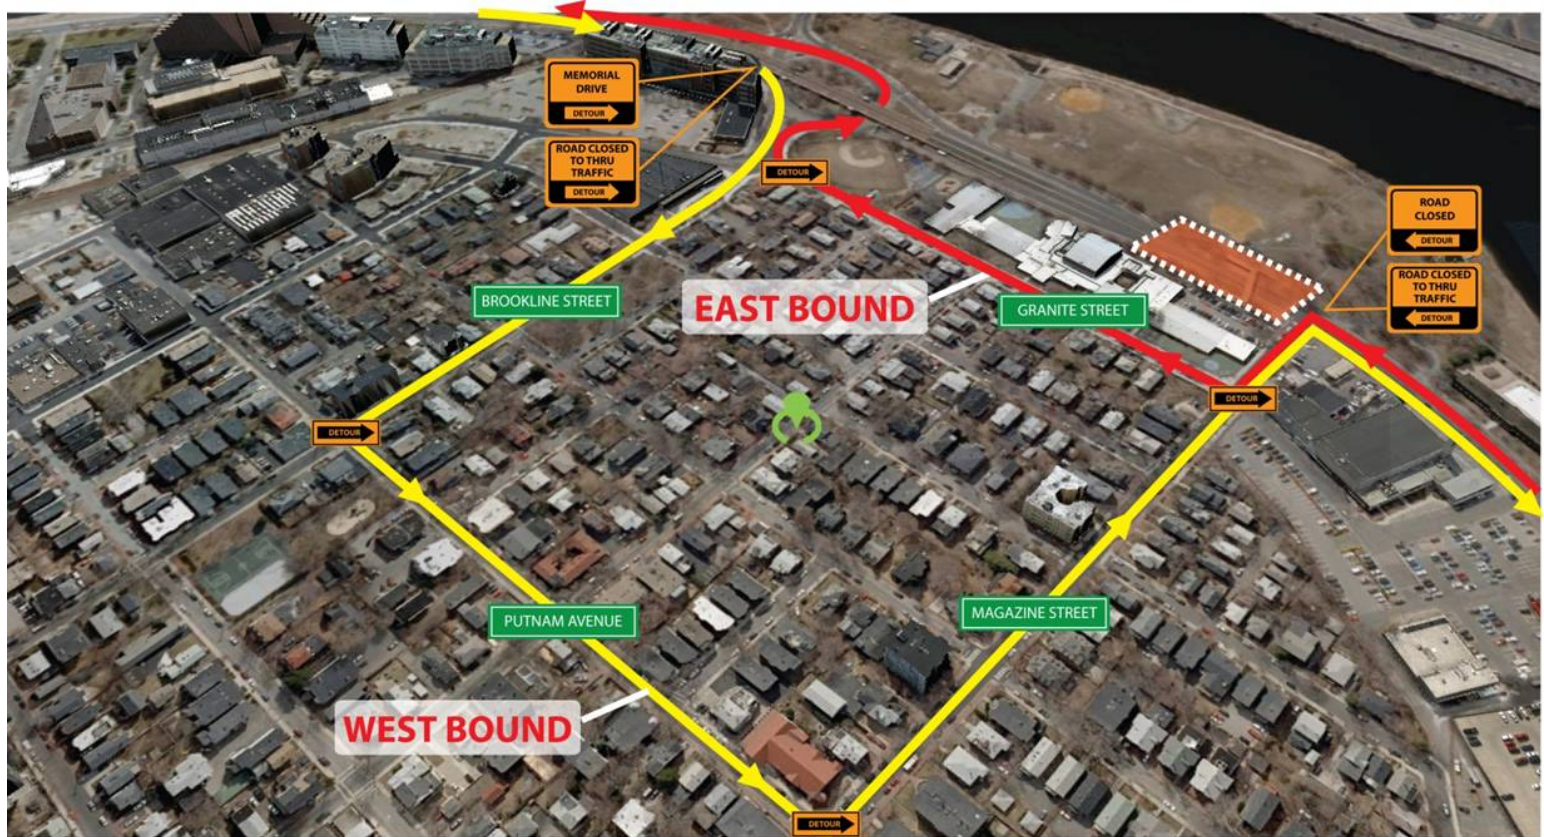 MEMORIAL
DRIVE
DETOUR
ROAD CLOSED
TO THRU
TRAFFIC
DETOUR
DETOUR
ROAD
CLOSED
DETOUR
ROAD CLOSED
TO THRU
TRAFFIC
DETOUR
BROOKLINE STREET
EAST BOUND
GRANITE STREET
DETOUR
DETOUR
PUTNAM AVENUE
MAGAZINE STREET
WEST BOUND
DETOUR